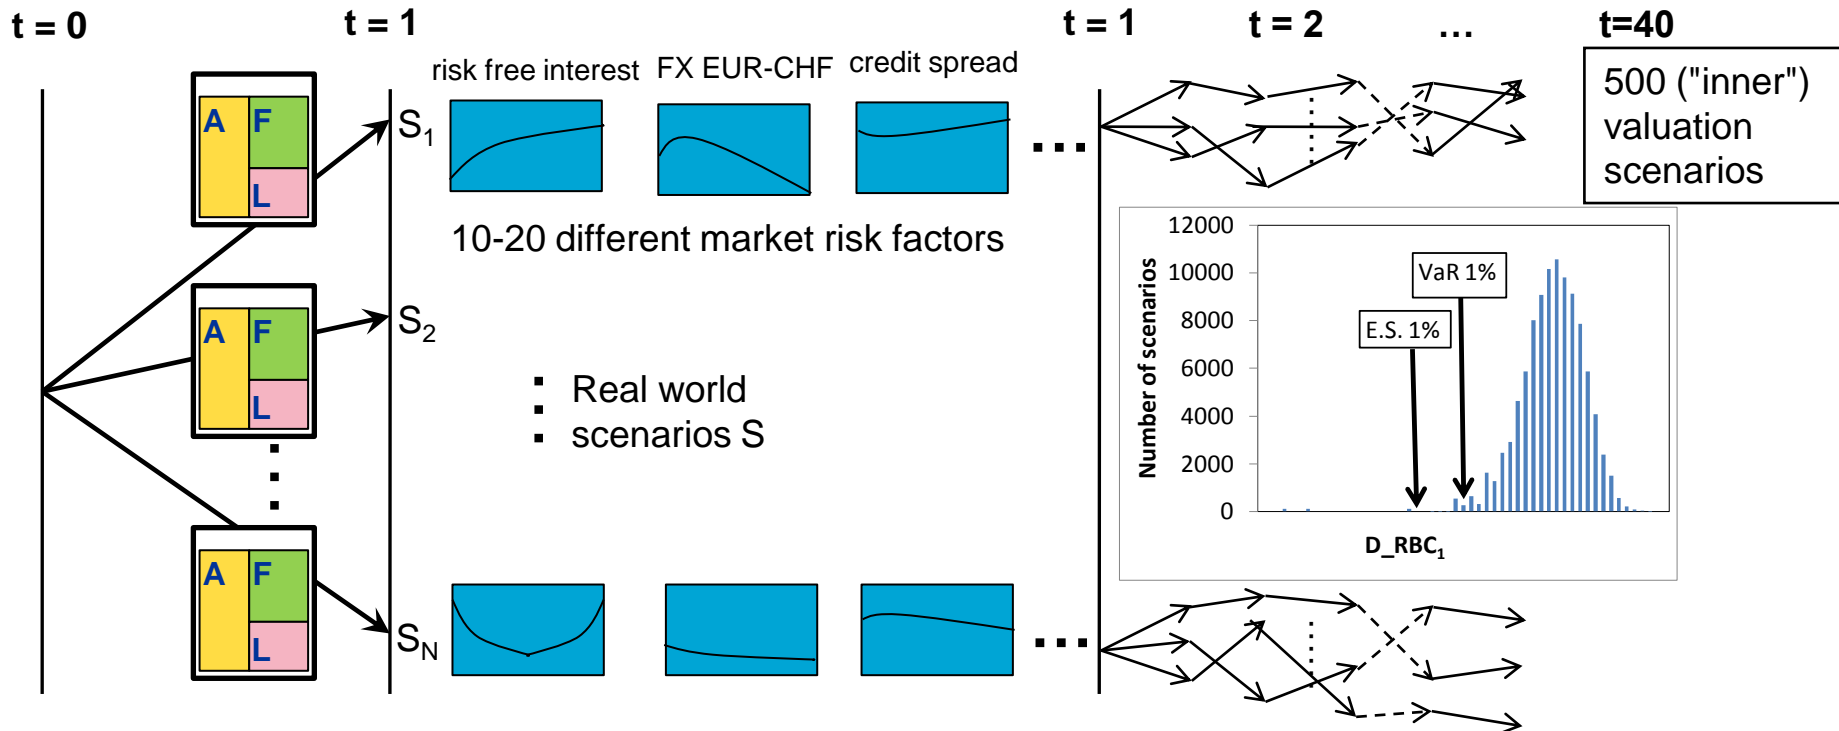 t = 0
t = 1
t = 1
t = 2
...
t=40
risk free interest
FX EUR-CHF
credit spread
500 ("inner")
valuation
scenarios
A F
L
S1
...
10-20 different market risk factors
A F
L
S2
Real world
scenarios S
A F
L
SN
...
Number of scenarios
12000
10000
8000
6000
4000
2000
0
VaR 1%
E.S. 1%
D_RBC1